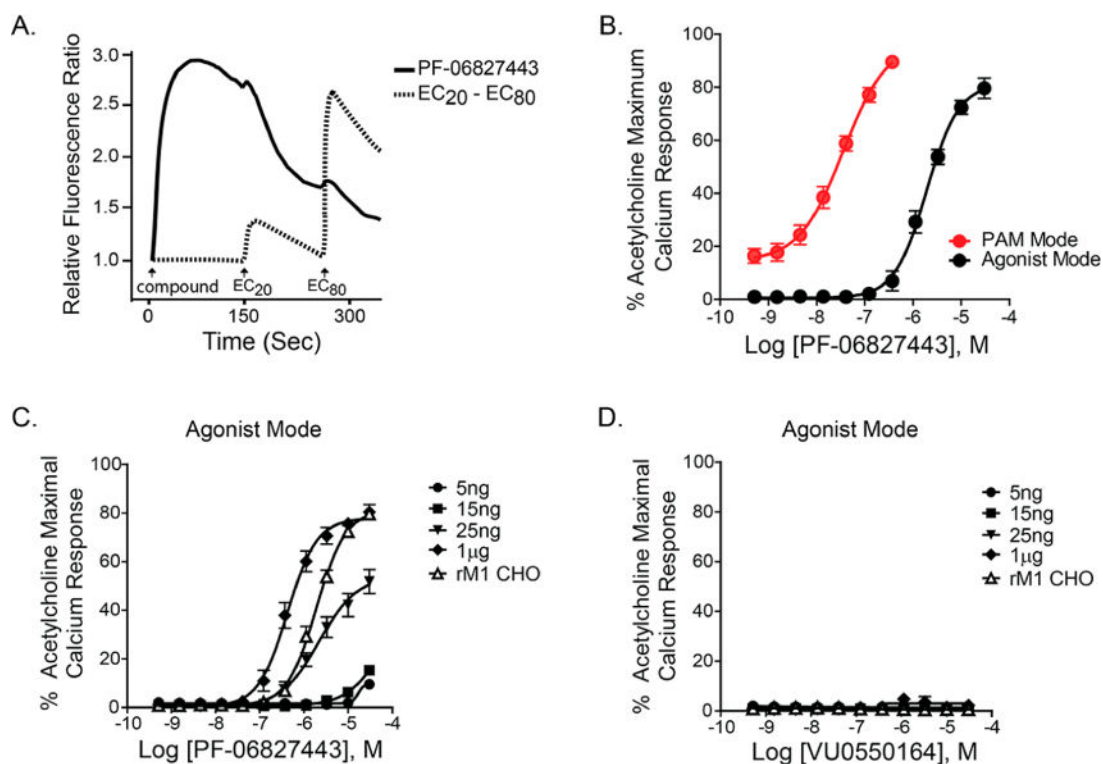 A.
Relative Fluorescence Ratio
3.0
2.5
2.0
1.5
1.0
PF-06827443
EC20 - EC80
compound
EC20
EC80
0
150
300
Time (Sec)
B.
% Acetylcholine Maximum
Calcium Response
100
80
60
40
20
0
PAM Mode
Agonist Mode
-10 -9 -8 -7 -6 -5 -4
Log [PF-06827443], M
C.
Agonist Mode
% Acetylcholine Maximal
Calcium Response
100
80
60
40
20
0
5ng
15ng
25ng
1µg
rM1 CHO
-10 -9 -8 -7 -6 -5 -4
Log [PF-06827443], M
D.
Agonist Mode
% Acetylcholine Maximal
Calcium Response
100
80
60
40
20
0
5ng
15ng
25ng
1µg
rM1 CHO
-10 -9 -8 -7 -6 -5 -4
Log [VU0550164], M